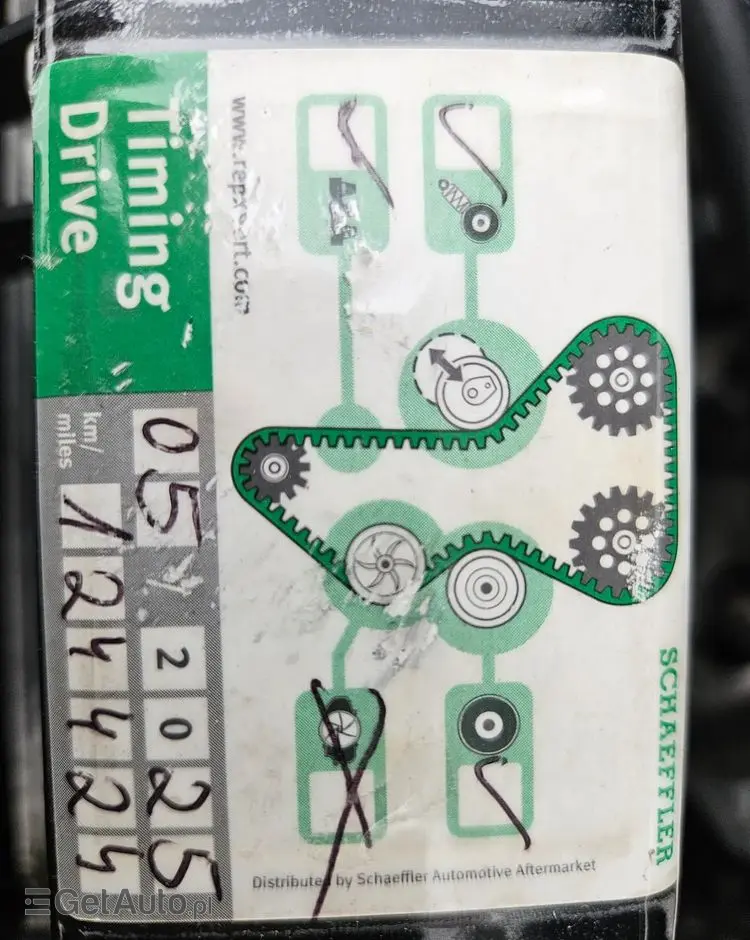 Timing
Drive
www.repxpert.com
05/2025
km/
miles
124424
SCHAEFFLER
Distributed by Schaeffler Automotive Aftermarket
GetAuto.pl